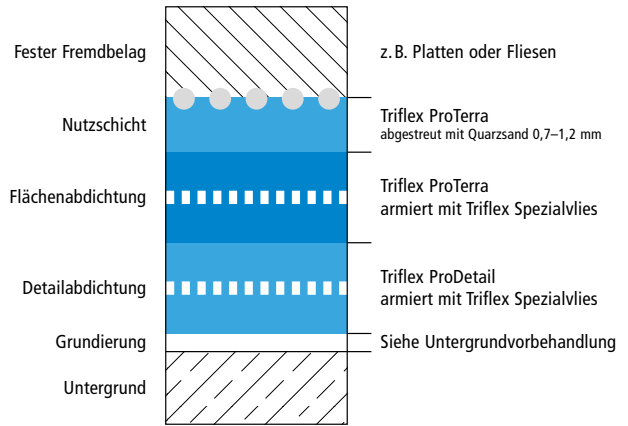 Fester Fremdbelag
z. B. Platten oder Fliesen
Nutzschicht
Triflex ProTerra
abgestreut mit Quarzsand 0,7–1,2 mm
Flächenabdichtung
Triflex ProTerra
armiert mit Triflex Spezialvlies
Detailabdichtung
Triflex ProDetail
armiert mit Triflex Spezialvlies
Grundierung
Siehe Untergrundvorbehandlung
Untergrund